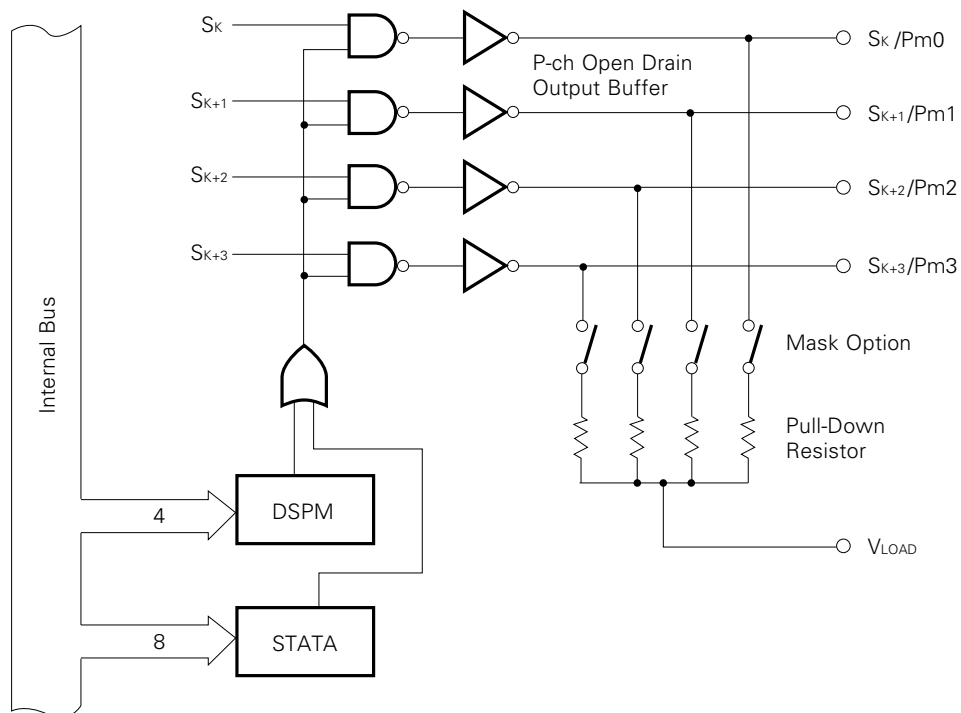 SK
SK/Pm0
P-ch Open Drain
Output Buffer
SK+1
SK+1/Pm1
SK+2
SK+2/Pm2
SK+3
SK+3/Pm3
Internal Bus
Mask Option
Pull-Down
Resistor
4
DSPM
VLOAD
8
STATA